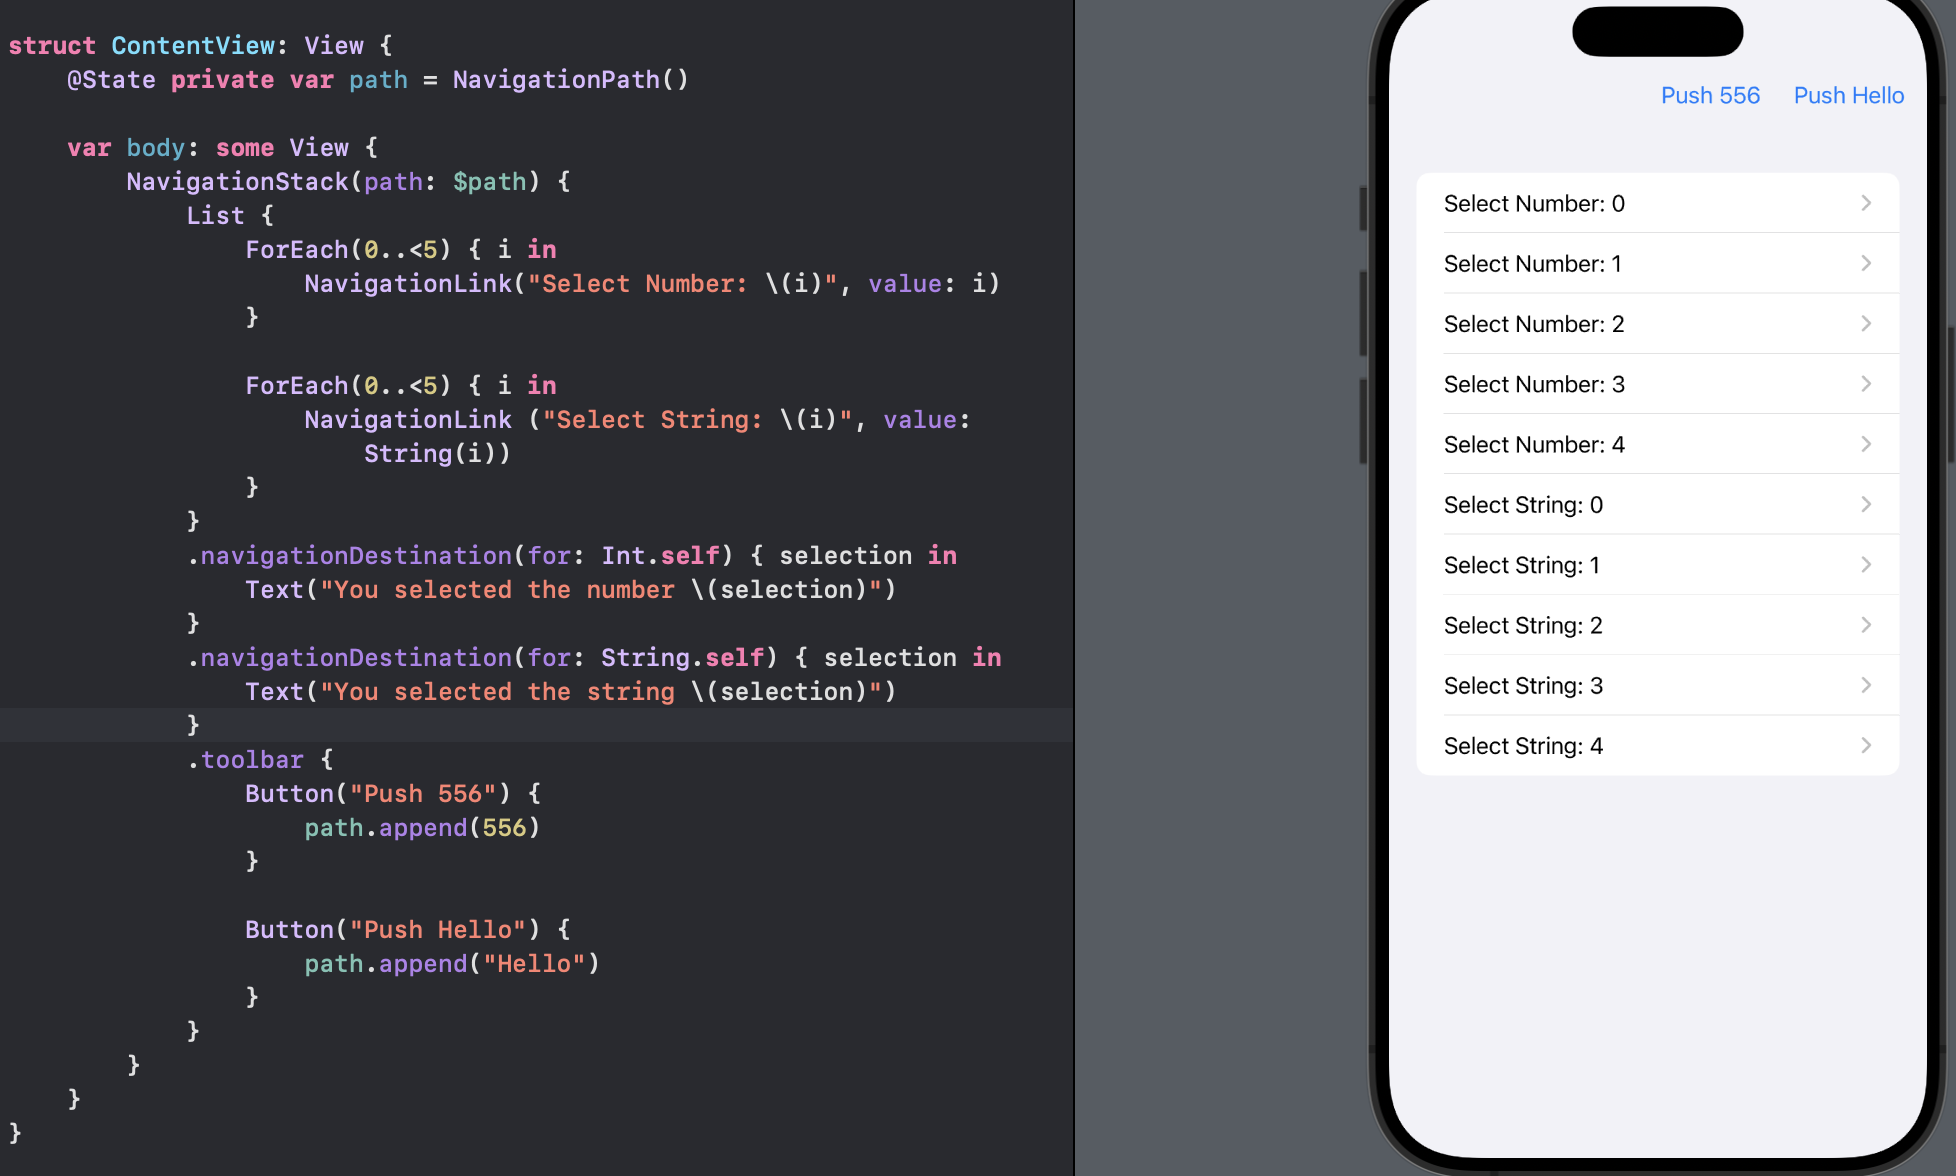 struct ContentView: View {
    @State private var path = NavigationPath()

    var body: some View {
        NavigationStack(path: $path) {
            List {
                ForEach(0..<5) { i in
                    NavigationLink("Select Number: \(i)", value: i)
                }

                ForEach(0..<5) { i in
                    NavigationLink ("Select String: \(i)", value:
                        String(i))
                }
            }
            .navigationDestination(for: Int.self) { selection in
                Text("You selected the number \(selection)")
            }
            .navigationDestination(for: String.self) { selection in
                Text("You selected the string \(selection)")
            }
            .toolbar {
                Button("Push 556") {
                    path.append(556)
                }

                Button("Push Hello") {
                    path.append("Hello")
                }
            }
        }
    }
}
Push 556 Push Hello
Select Number: 0
Select Number: 1
Select Number: 2
Select Number: 3
Select Number: 4
Select String: 0
Select String: 1
Select String: 2
Select String: 3
Select String: 4